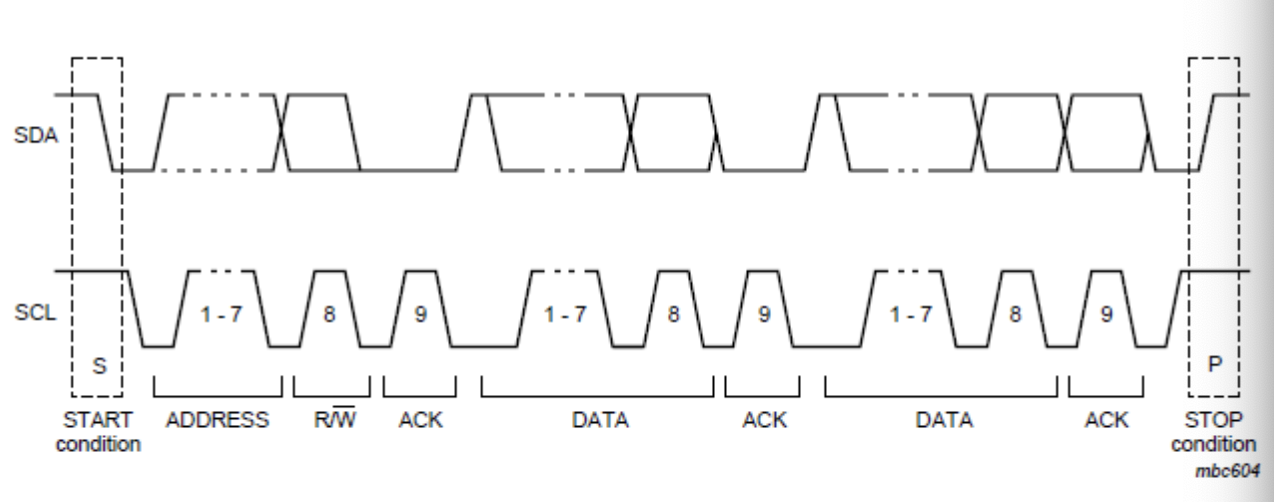 SDA
SCL
1 - 7
8
9
1 - 7
8
9
1 - 7
8
9
S
P
START
condition
ADDRESS
R/W̅
ACK
DATA
ACK
DATA
ACK
STOP
condition
mbc604